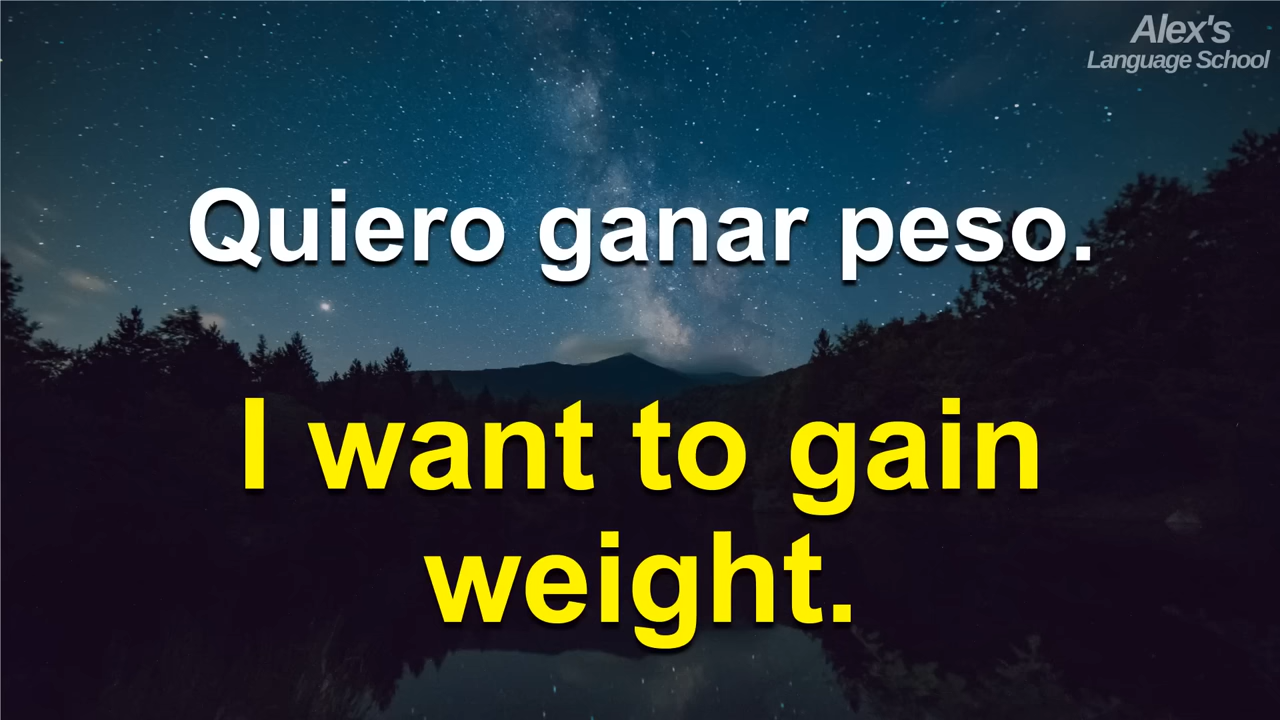 Alex's
Language School
Quiero ganar peso.
I want to gain
weight.